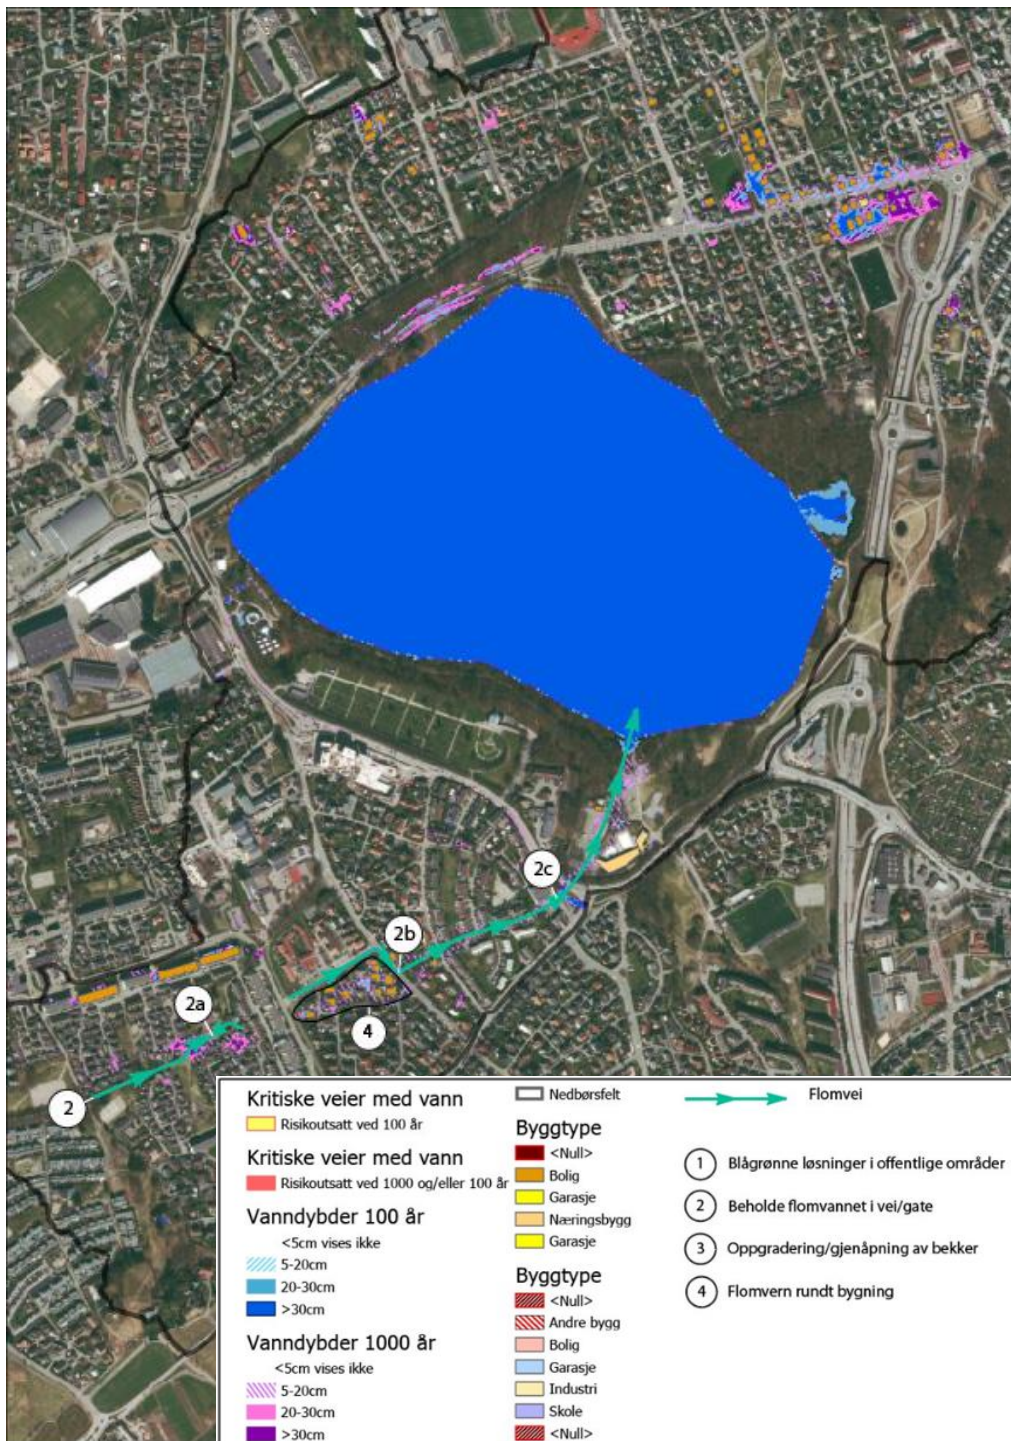 2c
2b
4
2a
2
Kritiske veier med vann
Risikoutsatt ved 100 år
Kritiske veier med vann
Risikoutsatt ved 1000 og/eller 100 år
Vanndybder 100 år
<5cm vises ikke
5-20cm
20-30cm
>30cm
Vanndybder 1000 år
<5cm vises ikke
5-20cm
20-30cm
>30cm
Nedbørsfelt
Byggtype
<Null>
Bolig
Garasje
Næringsbygg
Garasje
Byggtype
<Null>
Andre bygg
Bolig
Garasje
Industri
Skole
<Null>
Flomvei
1 Blågrønne løsninger i offentlige områder
2 Beholde flomvannet i vei/gate
3 Oppgradering/gjenåpning av bekker
4 Flomvern rundt bygning